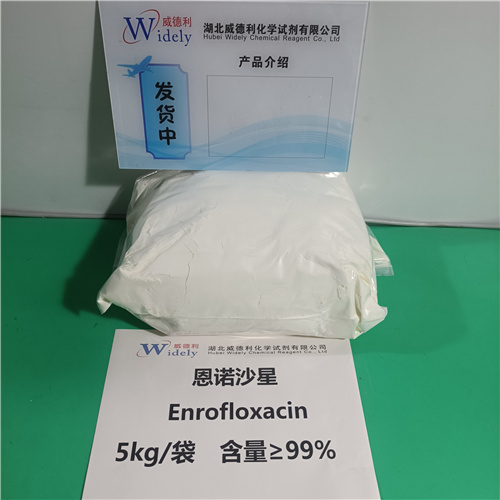 威德利
Widely
湖北威德利化学试剂有限公司
Hubei Widely Chemical Reagent Co., Ltd
产品介绍
发货中
威德利
Widely
湖北威德利化学试剂有限公司
Hubei Widely Chemical Reagent Co., Ltd
恩诺沙星
Enrofloxacin
5kg/袋 含量≥99%